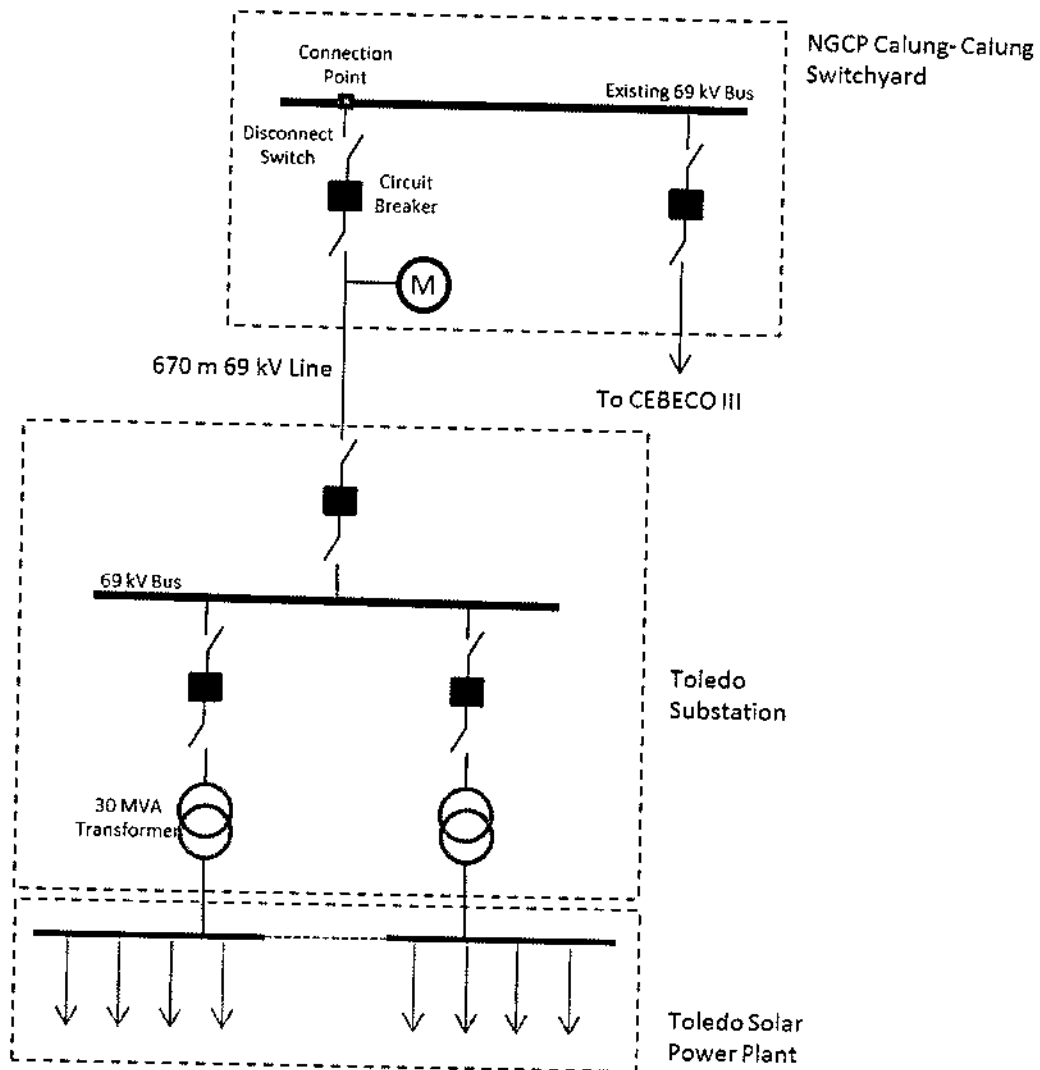 NGCP Calung- Calung
Switchyard
Connection
Point
Existing 69 kV Bus
Disconnect
Switch
Circuit
Breaker
M
670 m 69 kV Line
To CEBECO III
69 kV Bus
Toledo
Substation
30 MVA
Transformer
Toledo Solar
Power Plant